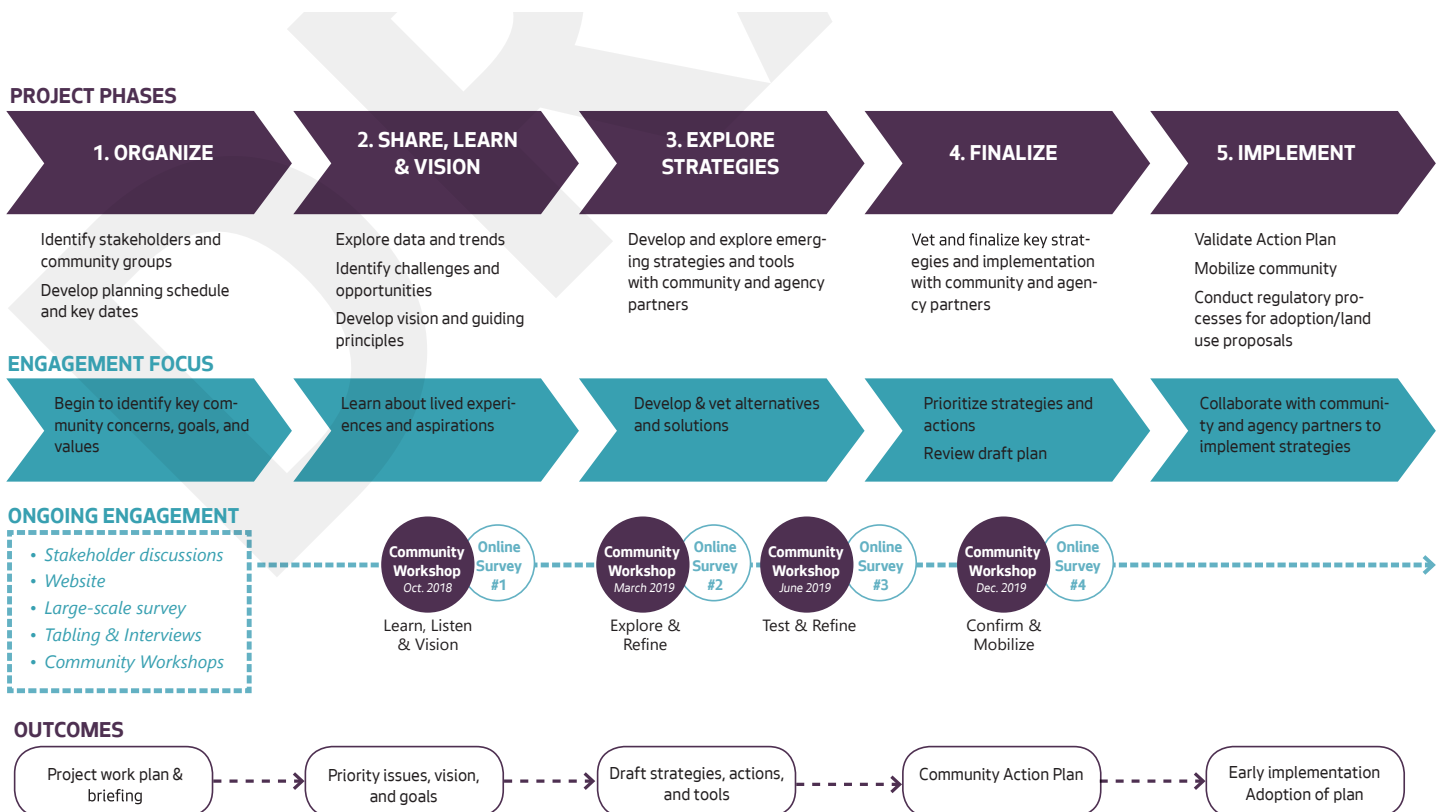 PROJECT PHASES
1. ORGANIZE
2. SHARE, LEARN
& VISION
3. EXPLORE
STRATEGIES
4. FINALIZE
5. IMPLEMENT
Identify stakeholders and
community groups
Develop planning schedule
and key dates
Explore data and trends
Identify challenges and
opportunities
Develop vision and guiding
principles
Develop and explore emerg-
ing strategies and tools
with community and agency
partners
Vet and finalize key strat-
egies and implementation
with community and agen-
cy partners
Validate Action Plan
Mobilize community
Conduct regulatory pro-
cesses for adoption/land
use proposals
ENGAGEMENT FOCUS
Begin to identify key com-
munity concerns, goals, and
values
Learn about lived experi-
ences and aspirations
Develop & vet alternatives
and solutions
Prioritize strategies and
actions
Review draft plan
Collaborate with communi-
ty and agency partners to
implement strategies
ONGOING ENGAGEMENT
• Stakeholder discussions
• Website
• Large-scale survey
• Tabling & Interviews
• Community Workshops
Community
Workshop
Oct. 2018
Online
Survey
#1
Learn, Listen
& Vision
Community
Workshop
March 2019
Online
Survey
#2
Explore &
Refine
Community
Workshop
June 2019
Online
Survey
#3
Test & Refine
Community
Workshop
Dec. 2019
Online
Survey
#4
Confirm &
Mobilize
OUTCOMES
Project work plan &
briefing
Priority issues, vision,
and goals
Draft strategies, actions,
and tools
Community Action Plan
Early implementation
Adoption of plan